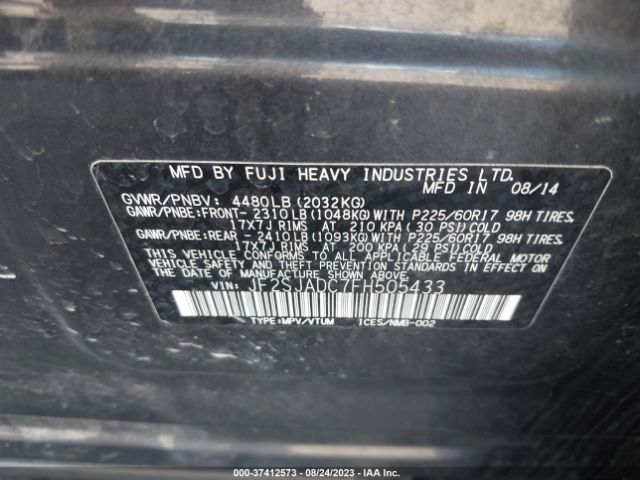 MFD BY FUJI HEAVY INDUSTRIES LTD.
MFD IN 08/14
GVWR/PNBV: 4480LB (2032KG)
GAWR/PNBE:FRONT- 2310LB (1048KG) WITH P225/60R17 98H TIRES,
17X7J RIMS AT 210 KPA (30 PSI) COLD
GAWR/PNBE:REAR -2410LB (1093KG) WITH P225/60R17 98H TIRES,
17X7J RIMS AT 200 KPA (29 PSI) COLD
THIS VEHICLE CONFORMS TO ALL APPLICABLE FEDERAL MOTOR
VEHICLE SAFETY AND THEFT PREVENTION STANDARDS IN EFFECT ON
THE DATE OF MANUFACTURE SHOWN ABOVE.
VIN: JF2SJADC7FH505433
TYPE:MPV/VTUM ICES/NMB-002
000-37412573 - 08/24/2023 - IAA Inc.